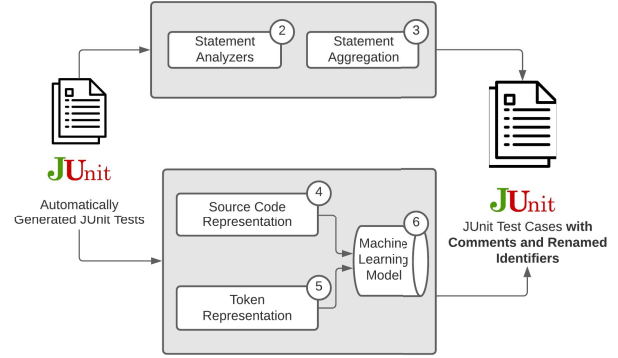 2
Statement
Analyzers
3
Statement
Aggregation
JUnit
Automatically
Generated JUnit Tests
4
Source Code
Representation
5
Token
Representation
6
Machine
Learning
Model
JUnit
JUnit Test Cases with
Comments and Renamed
Identifiers